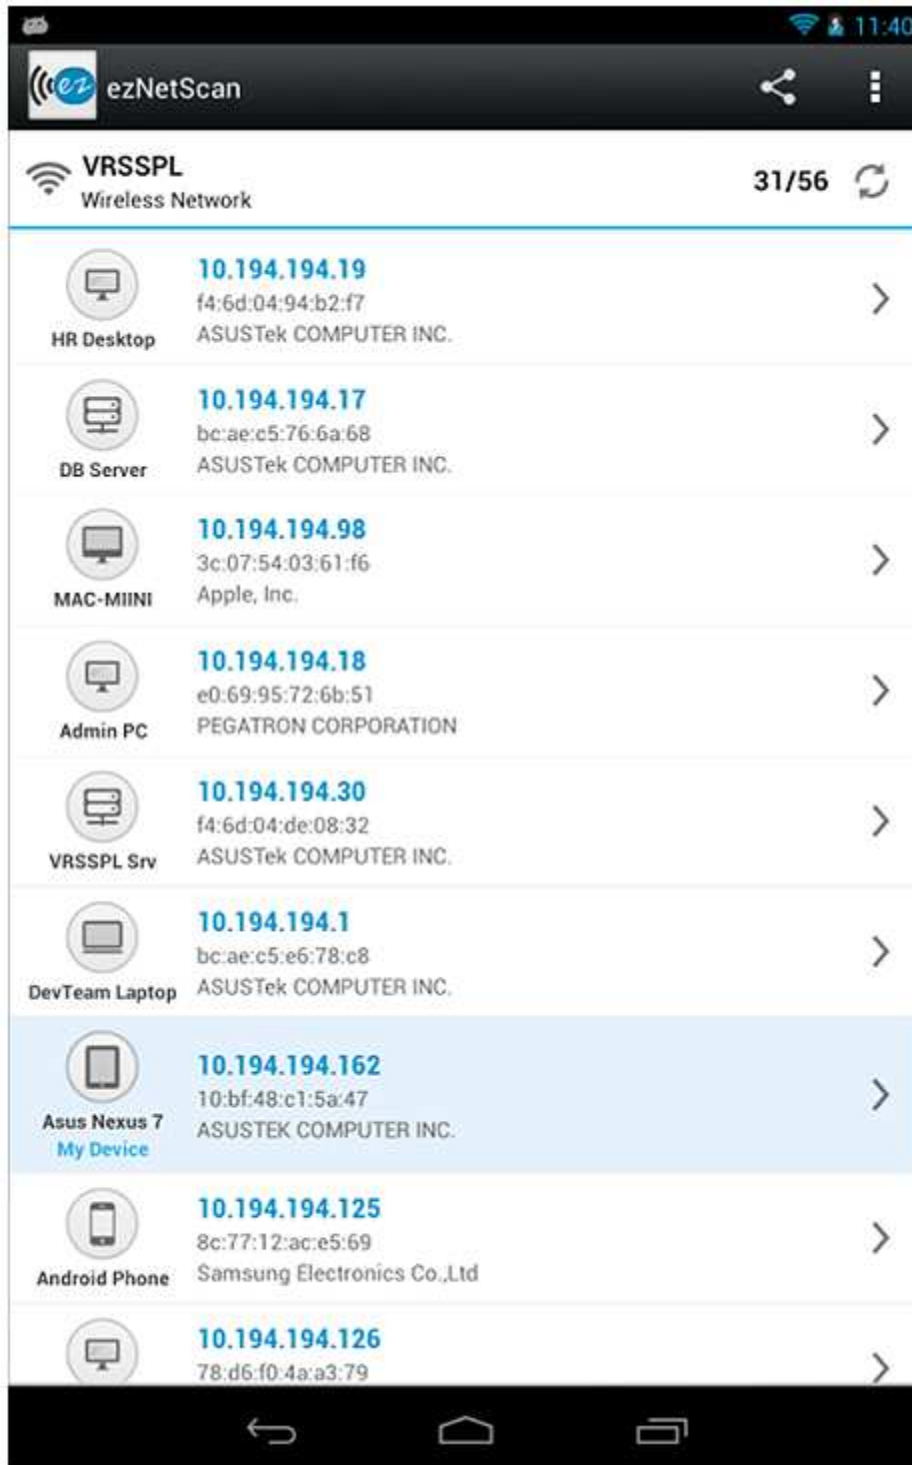 11:40
ez
ezNetScan
VRSSPL
Wireless Network
31/56
10.194.194.19
f4:6d:04:94:b2:f7
ASUSTek COMPUTER INC.
HR Desktop
10.194.194.17
bc:ae:c5:76:6a:68
ASUSTek COMPUTER INC.
DB Server
10.194.194.98
3c:07:54:03:61:f6
Apple, Inc.
MAC-MIINI
10.194.194.18
e0:69:95:72:6b:51
PEGATRON CORPORATION
Admin PC
10.194.194.30
f4:6d:04:de:08:32
ASUSTek COMPUTER INC.
VRSSPL Srv
10.194.194.1
bc:ae:c5:e6:78:c8
ASUSTek COMPUTER INC.
DevTeam Laptop
10.194.194.162
10:bf:48:c1:5a:47
ASUSTEK COMPUTER INC.
Asus Nexus 7
My Device
10.194.194.125
8c:77:12:ac:e5:69
Samsung Electronics Co.,Ltd
Android Phone
10.194.194.126
78:d6:f0:4a:a3:79